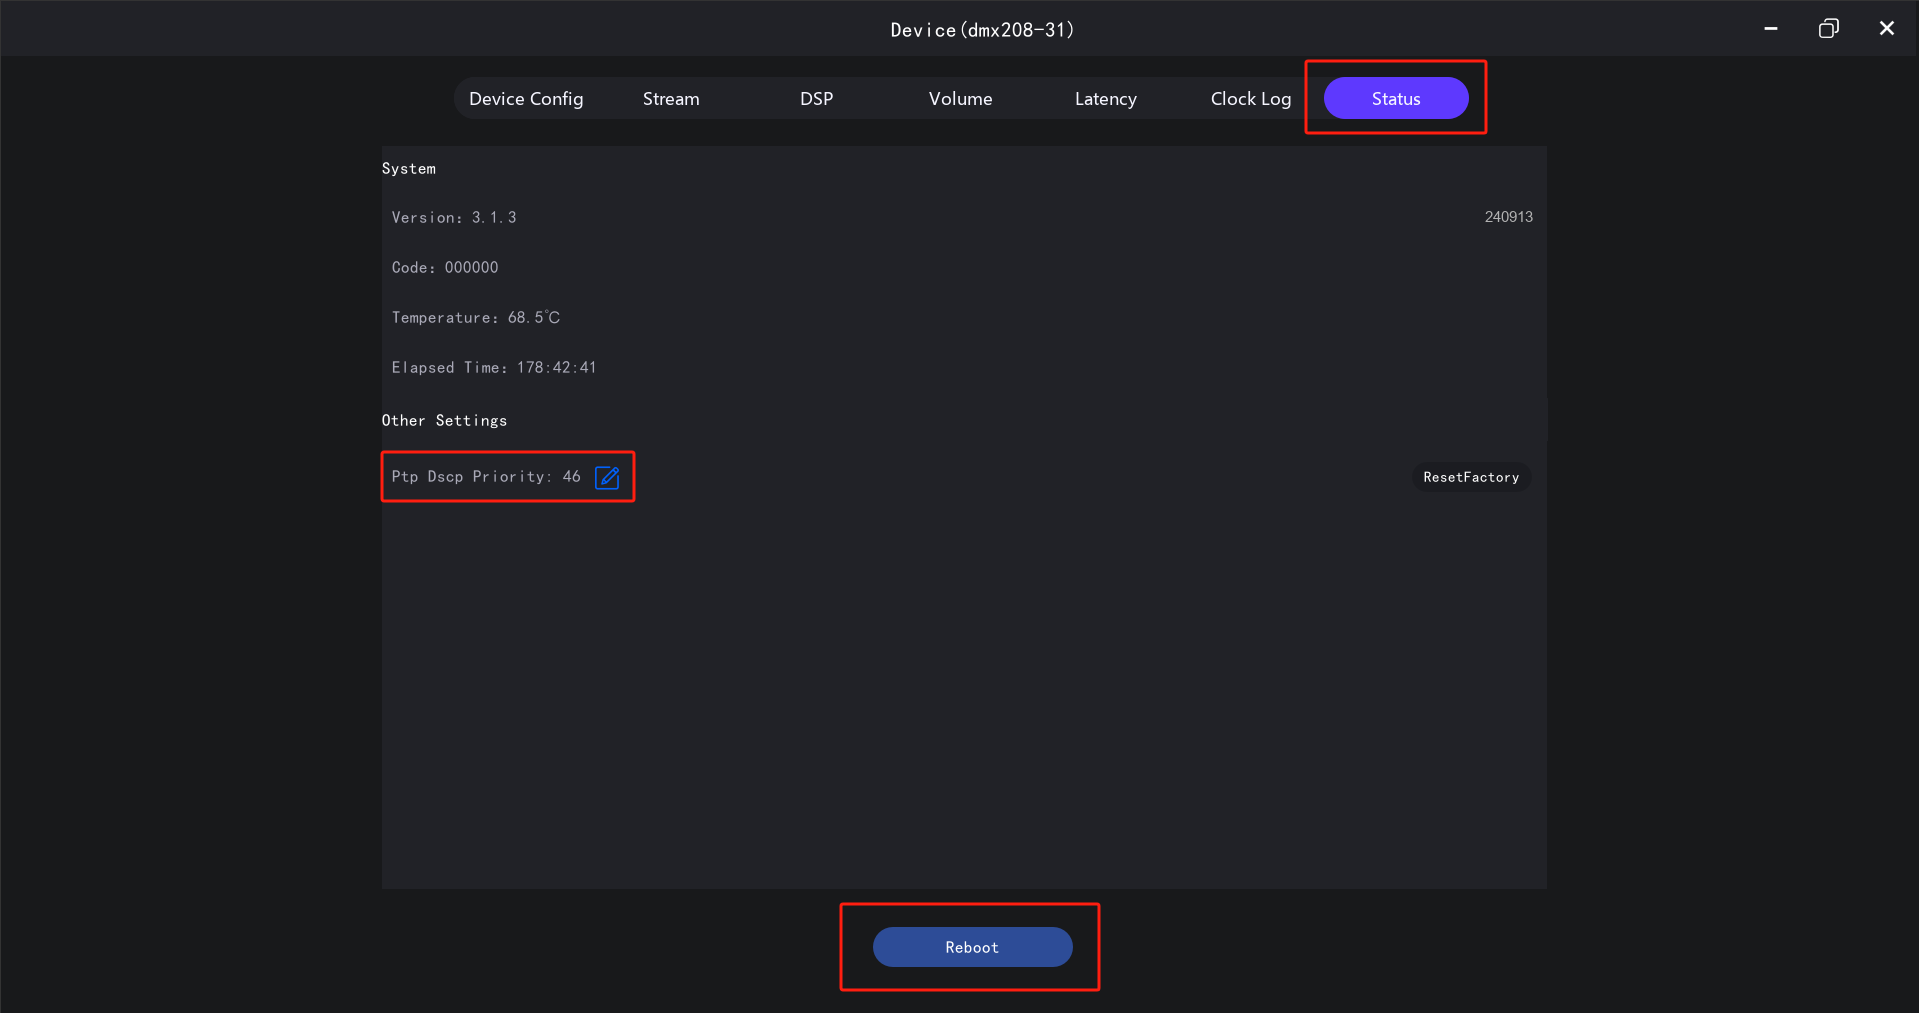 Device(dmx208-31)
Device Config Stream DSP Volume Latency Clock Log Status
System
Version: 3.1.3 240913
Code: 000000
Temperature: 68.5℃
Elapsed Time: 178:42:41
Other Settings
Ptp Dscp Priority: 46 ResetFactory
Reboot